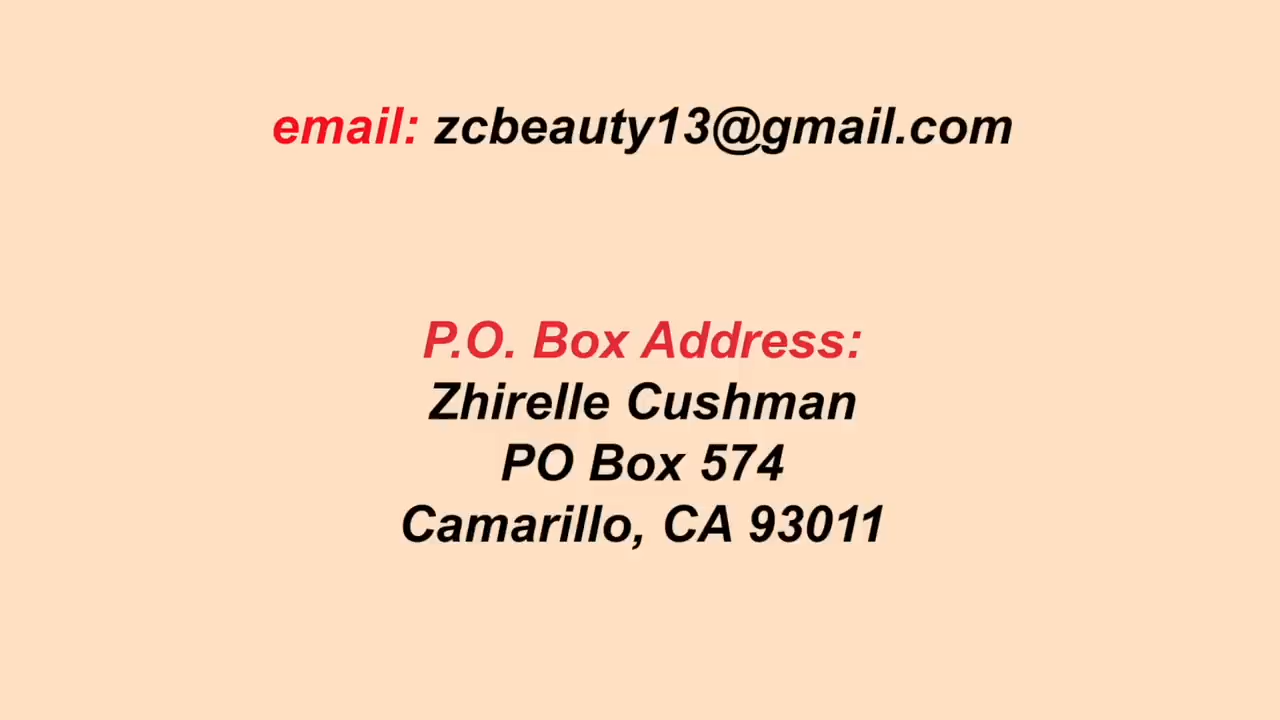 email: zcbeauty13@gmail.com
P.O. Box Address:
Zhirelle Cushman
PO Box 574
Camarillo, CA 93011